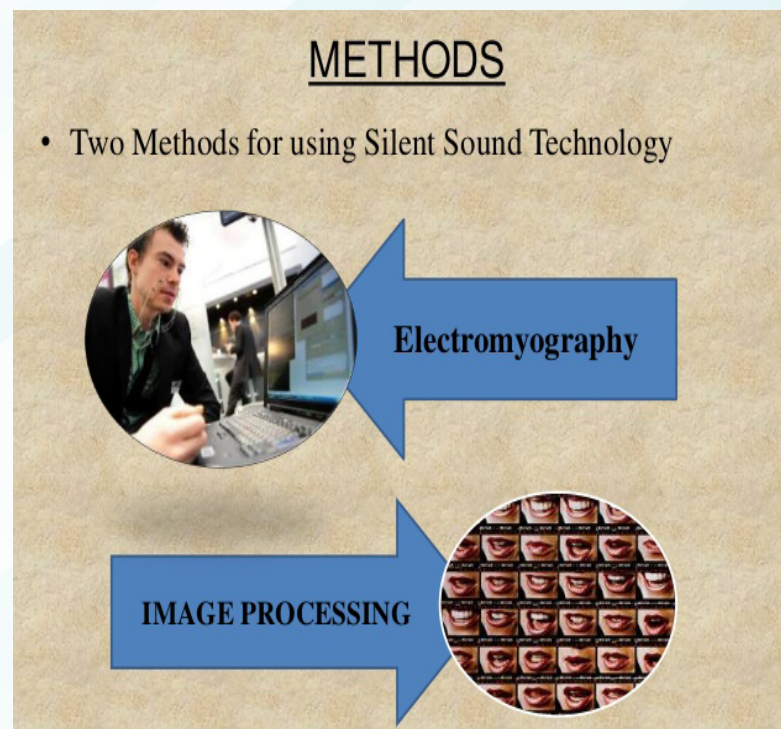 METHODS
• Two Methods for using Silent Sound Technology
Electromyography
IMAGE PROCESSING